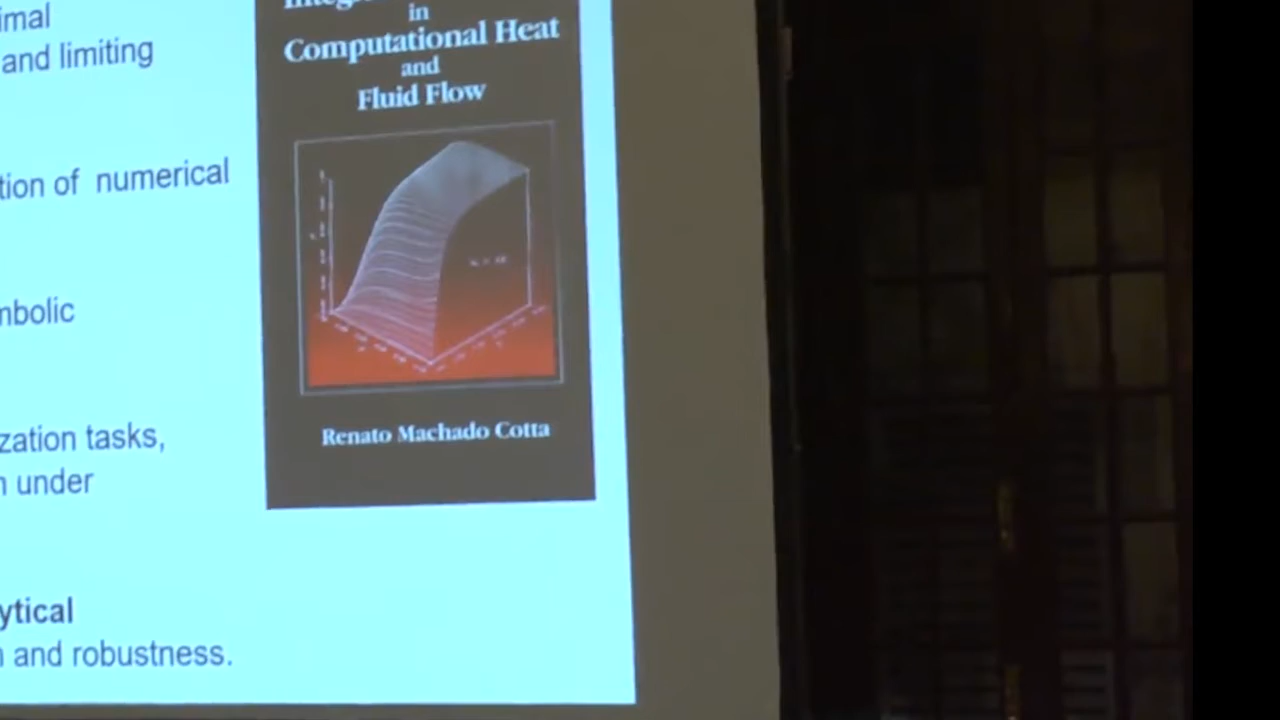 imal
and limiting
tion of numerical
mbolic
zation tasks,
n under
ytical
n and robustness.
in
Computational Heat
and
Fluid Flow
Renato Machado Cotta